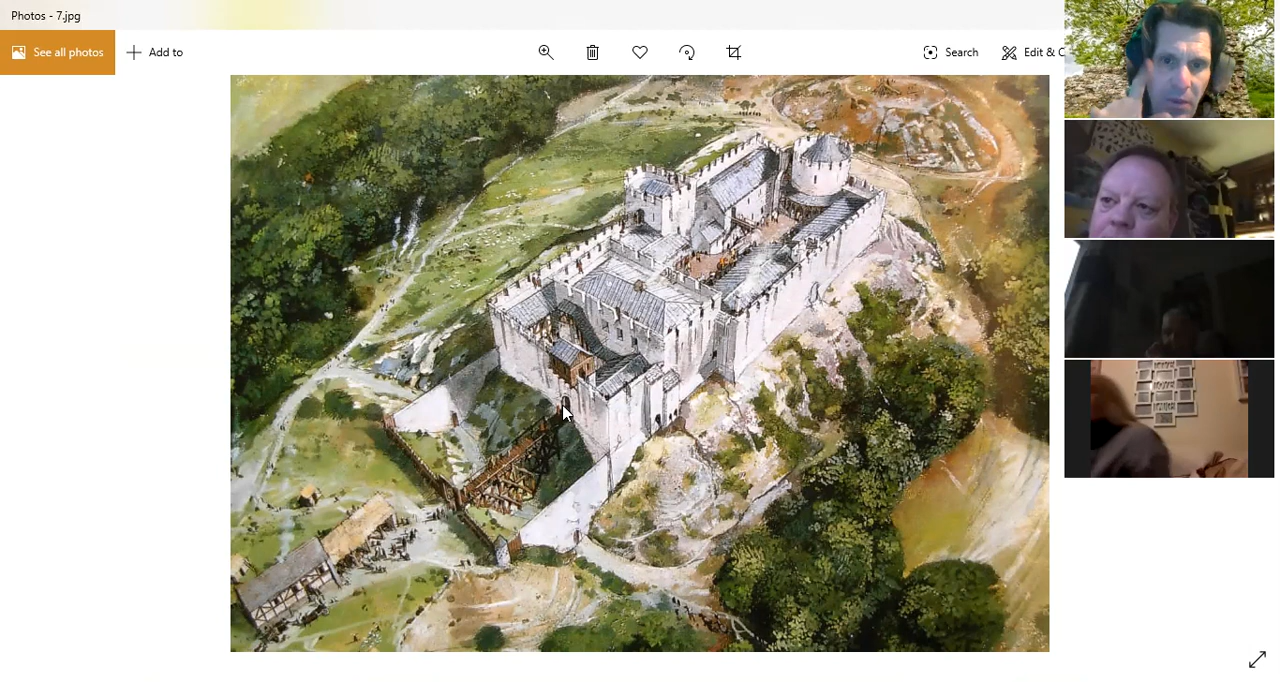 Photos - 7.jpg
See all photos
Add to
Search
Edit & C